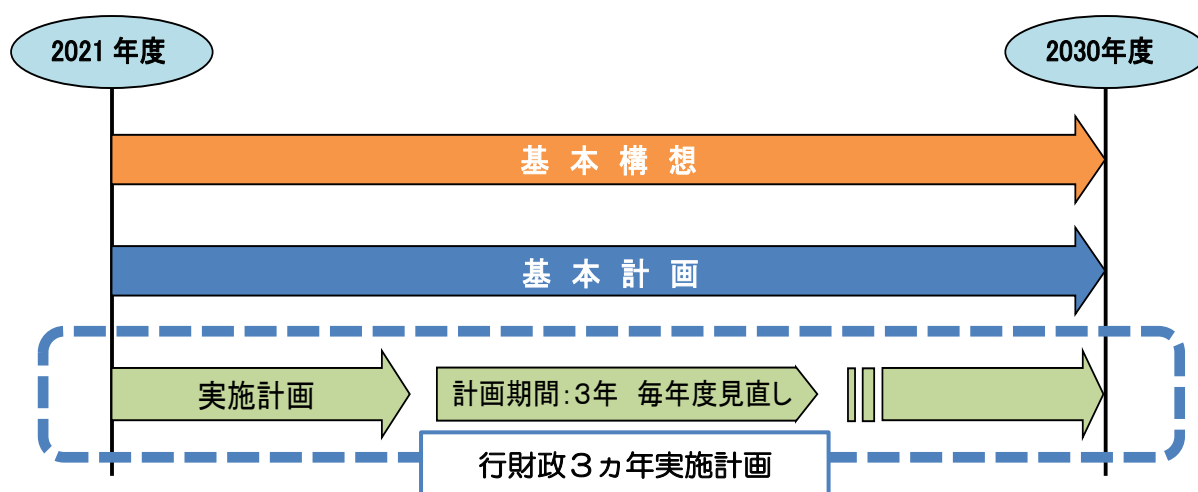 2021 年度
2030年度
基 本 構 想
基 本 計 画
実施計画
計画期間：３年　毎年度見直し
行財政３ヵ年実施計画